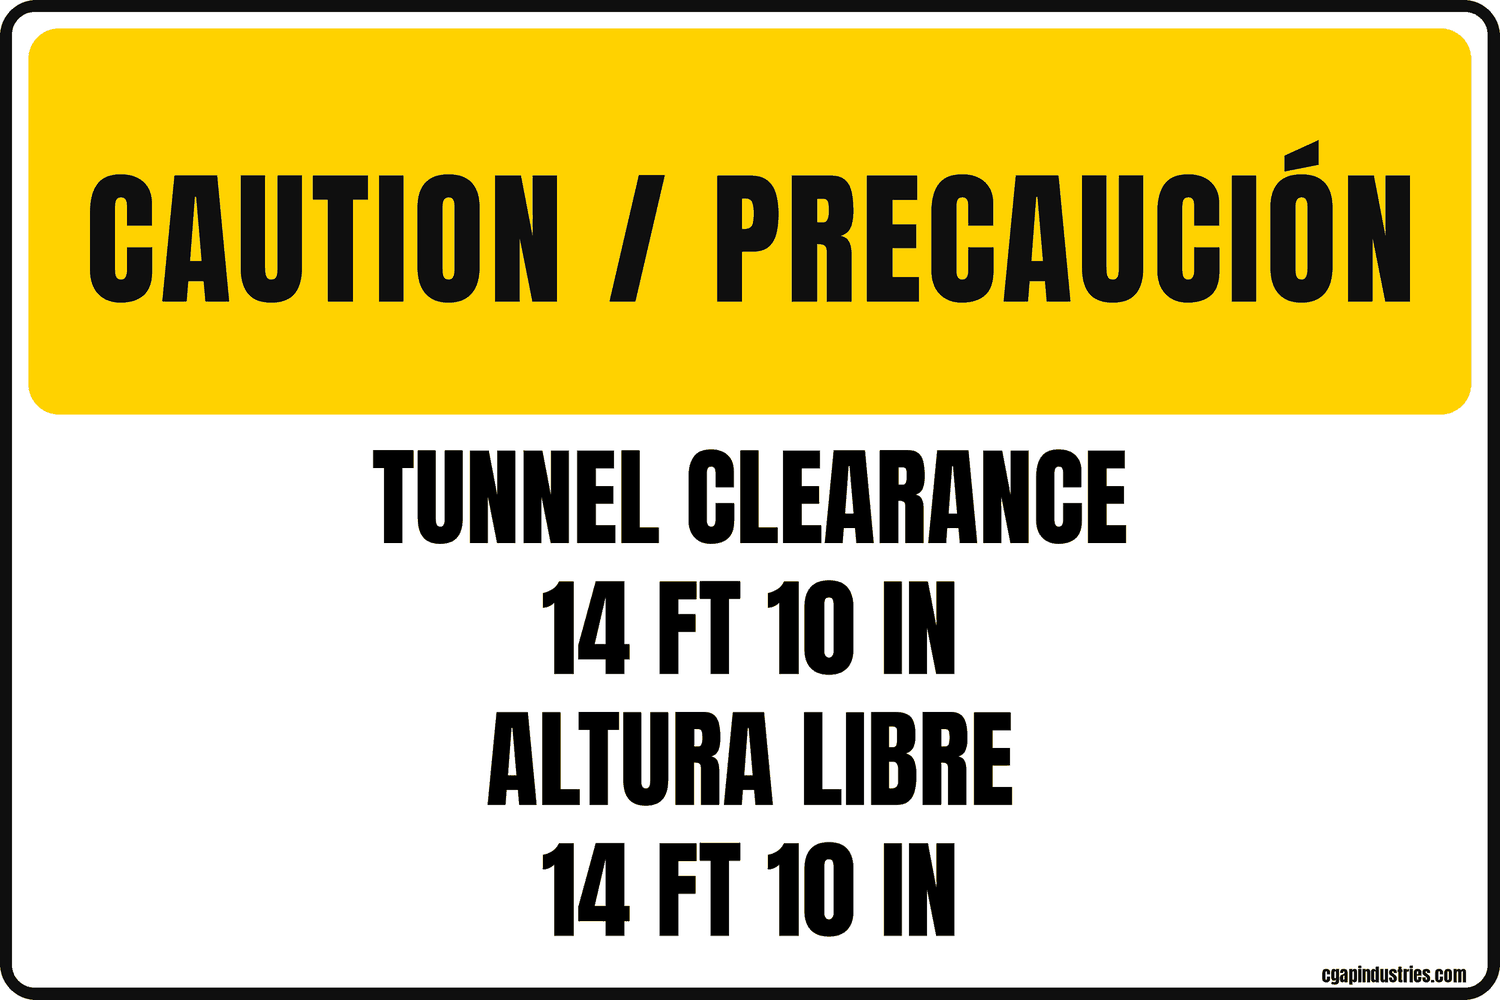 CAUTION / PRECAUCIÓN
TUNNEL CLEARANCE
14 FT 10 IN
ALTURA LIBRE
14 FT 10 IN
cgapindustries.com